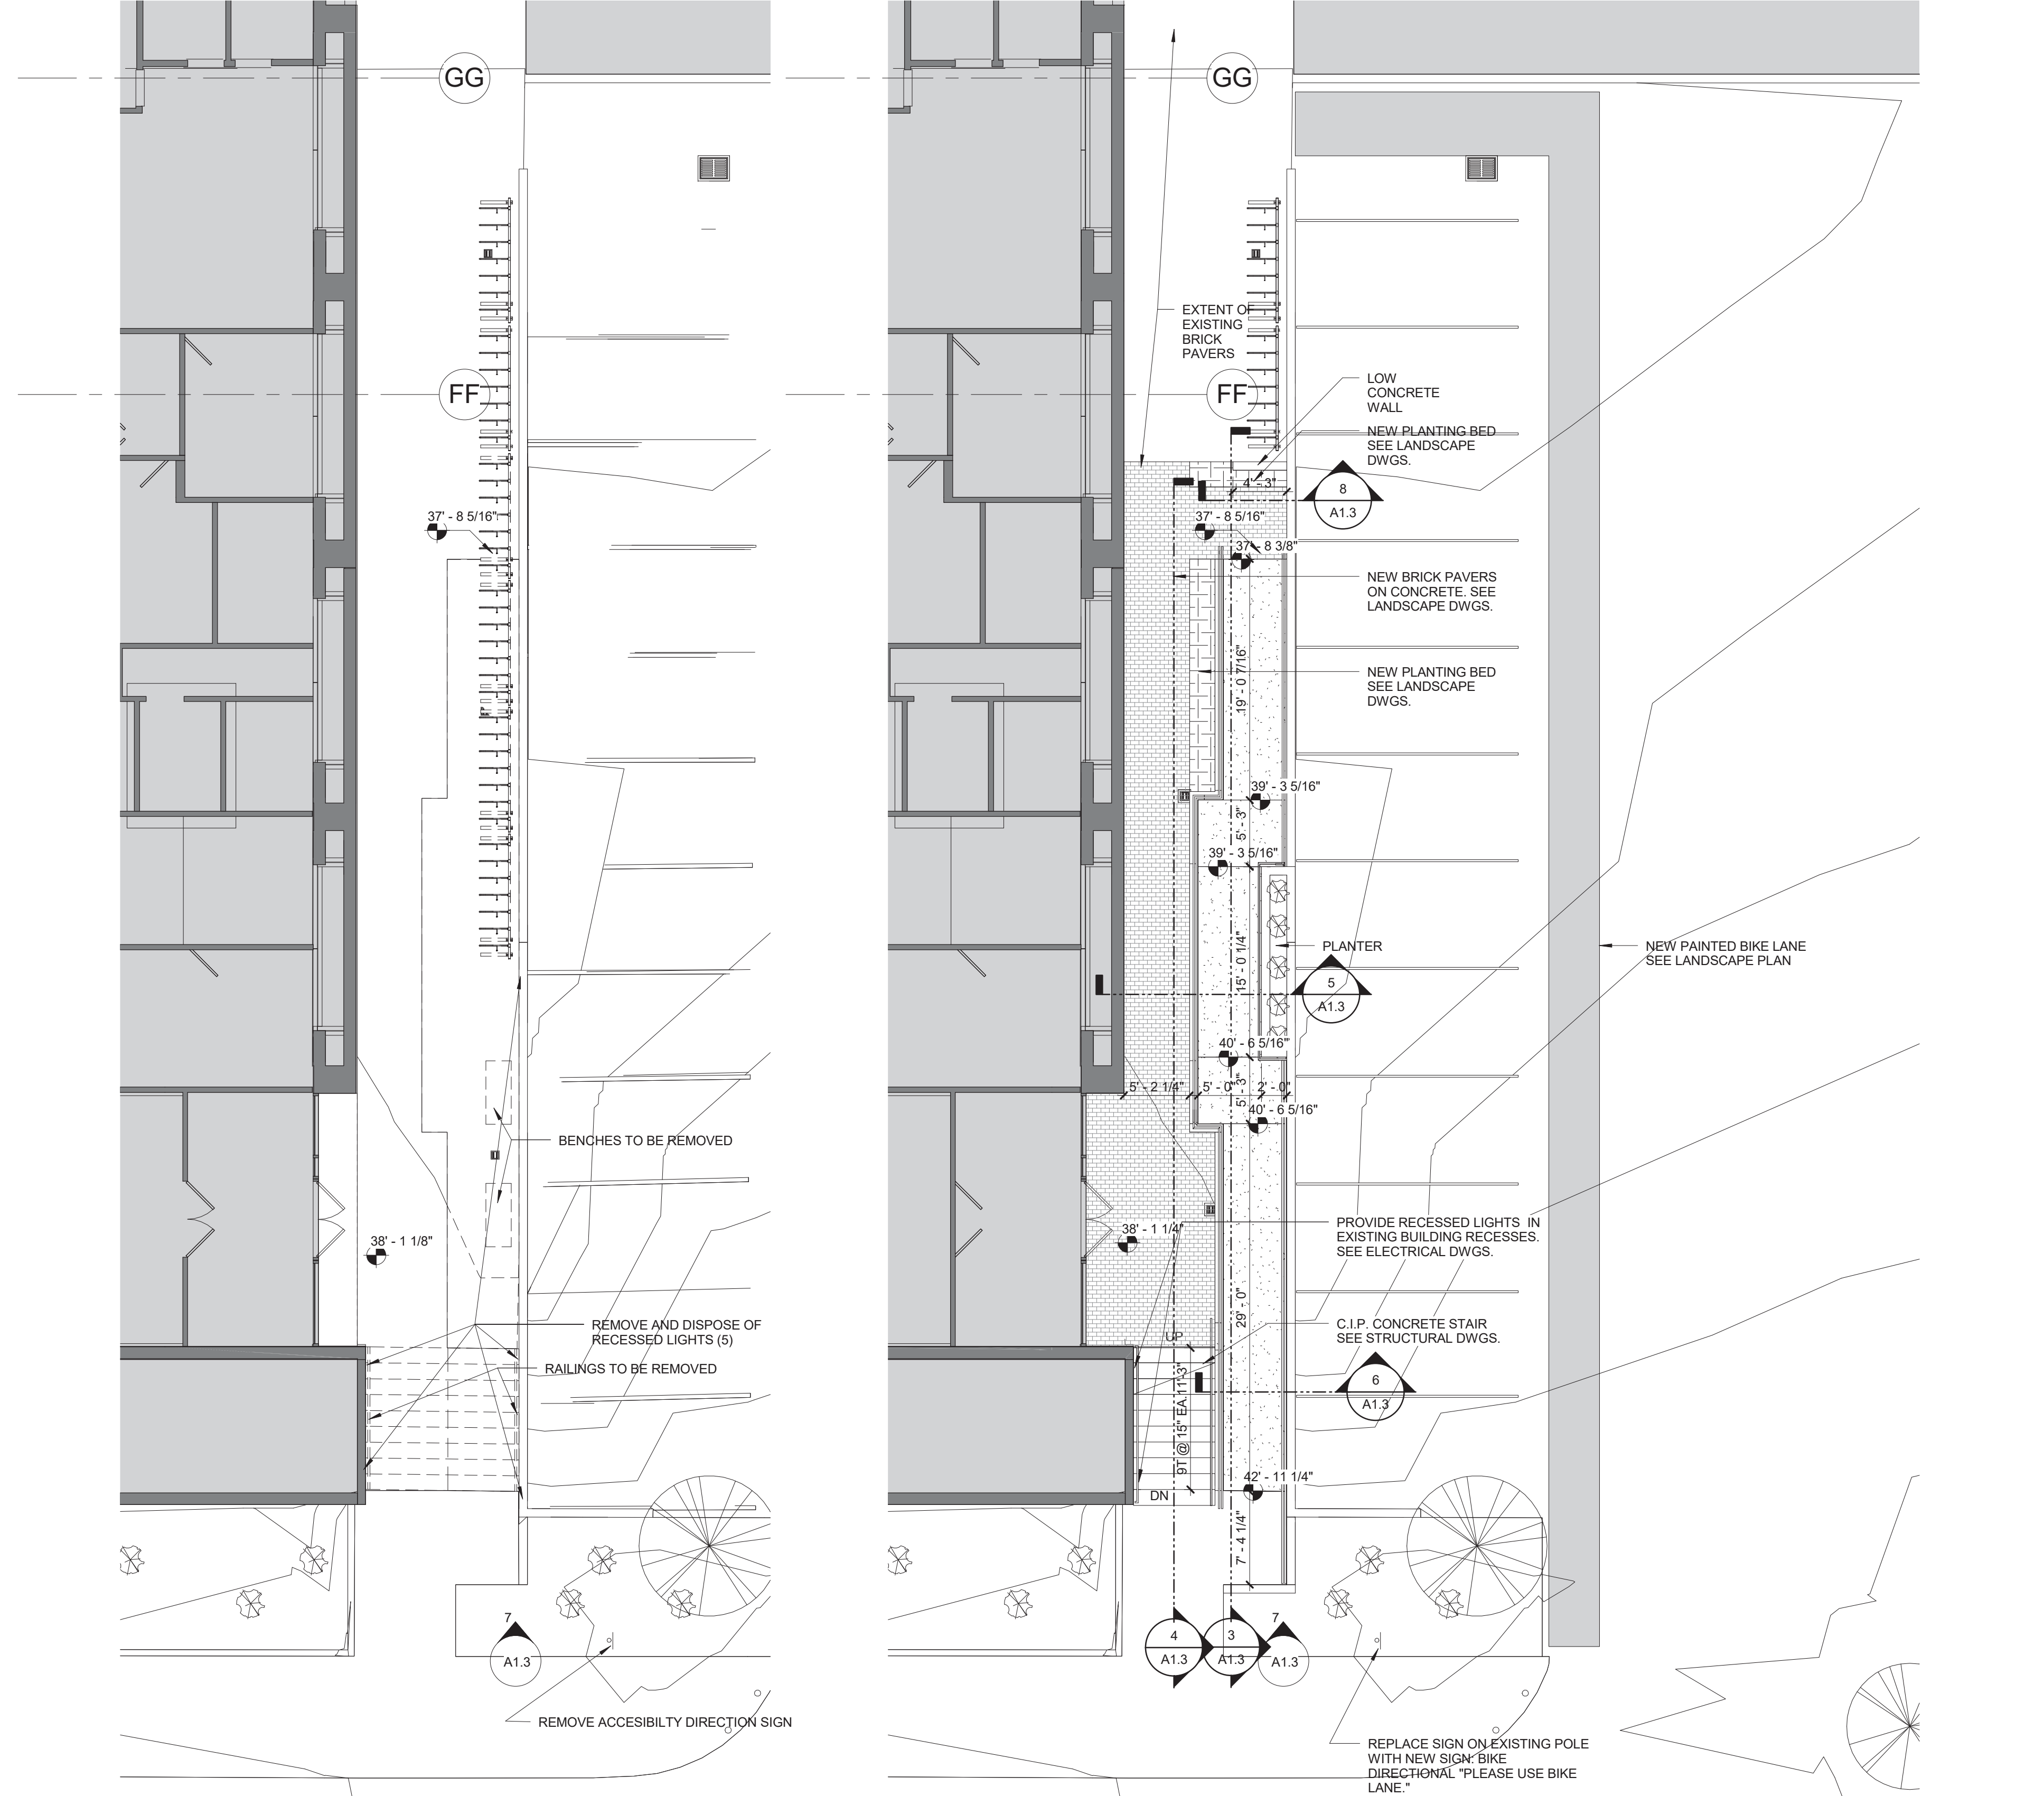 GG
FF
37' - 8 5/16"
BENCHES TO BE REMOVED
38' - 1 1/8"
REMOVE AND DISPOSE OF
RECESSED LIGHTS (5)
RAILINGS TO BE REMOVED
7
A1.3
REMOVE ACCESIBILTY DIRECTION SIGN
GG
EXTENT OF
EXISTING
BRICK
PAVERS
FF
LOW
CONCRETE
WALL
NEW PLANTING BED
SEE LANDSCAPE
DWGS.
4' - 3"
8
A1.3
37' - 8 5/16"
37' - 8 3/8"
NEW BRICK PAVERS
ON CONCRETE. SEE
LANDSCAPE DWGS.
19' - 0 7/16"
NEW PLANTING BED
SEE LANDSCAPE
DWGS.
39' - 3 5/16"
5' - 3"
39' - 3 5/16"
15' - 0 1/4"
PLANTER
NEW PAINTED BIKE LANE
SEE LANDSCAPE PLAN
5
A1.3
40' - 6 5/16"
5' - 2 1/4"
5' - 0"
5' - 3"
2' - 0"
40' - 6 5/16"
38' - 1 1/4"
PROVIDE RECESSED LIGHTS IN
EXISTING BUILDING RECESSES.
SEE ELECTRICAL DWGS.
29' - 0"
UP
C.I.P. CONCRETE STAIR
SEE STRUCTURAL DWGS.
6
A1.3
9T @ 15" EA.11'-3"
42' - 11 1/4"
DN
7' - 4 1/4"
4
A1.3
3
A1.3
7
A1.3
REPLACE SIGN ON EXISTING POLE
WITH NEW SIGN: BIKE
DIRECTIONAL "PLEASE USE BIKE
LANE."